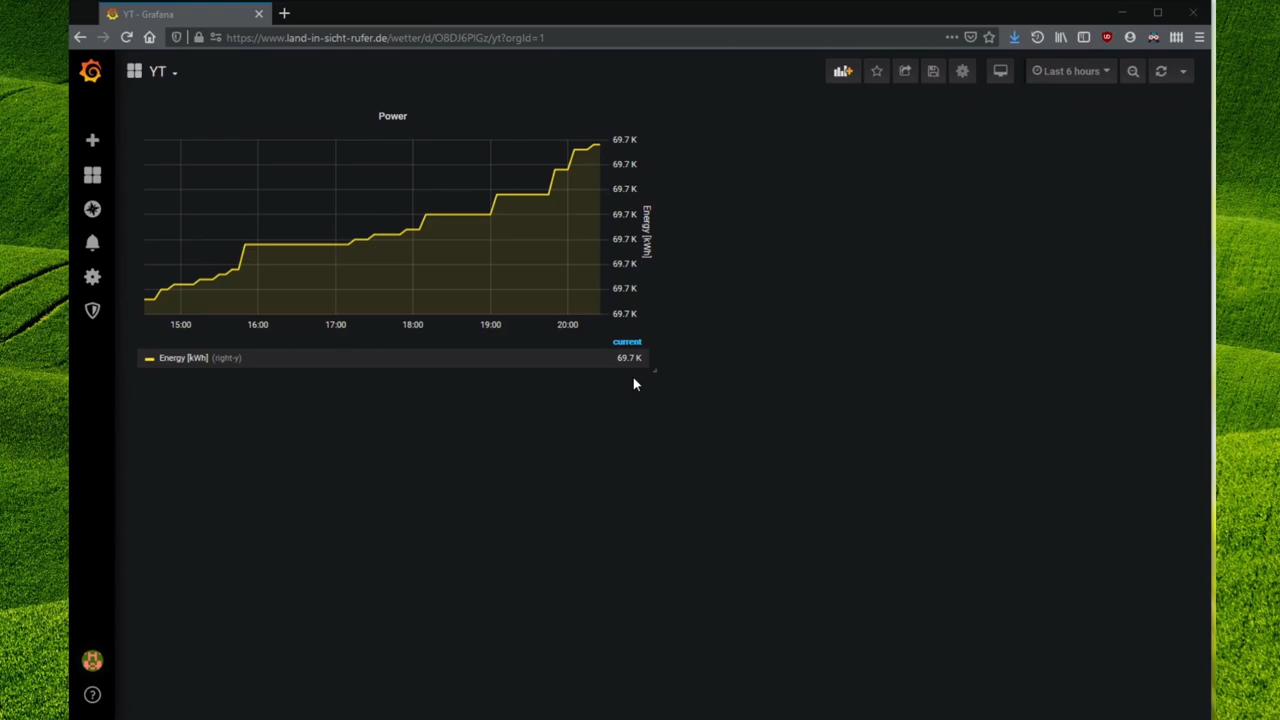 YT - Grafana
https://www.land-in-sicht-rufer.de/wetter/d/O8DJ6PIGz/yt?orgId=1
YT
Last 6 hours
Power
69.7 K
69.7 K
69.7 K
69.7 K
69.7 K
69.7 K
69.7 K
69.7 K
Energy [kWh]
15:00 16:00 17:00 18:00 19:00 20:00
current
Energy [kWh] (right-y) 69.7 K